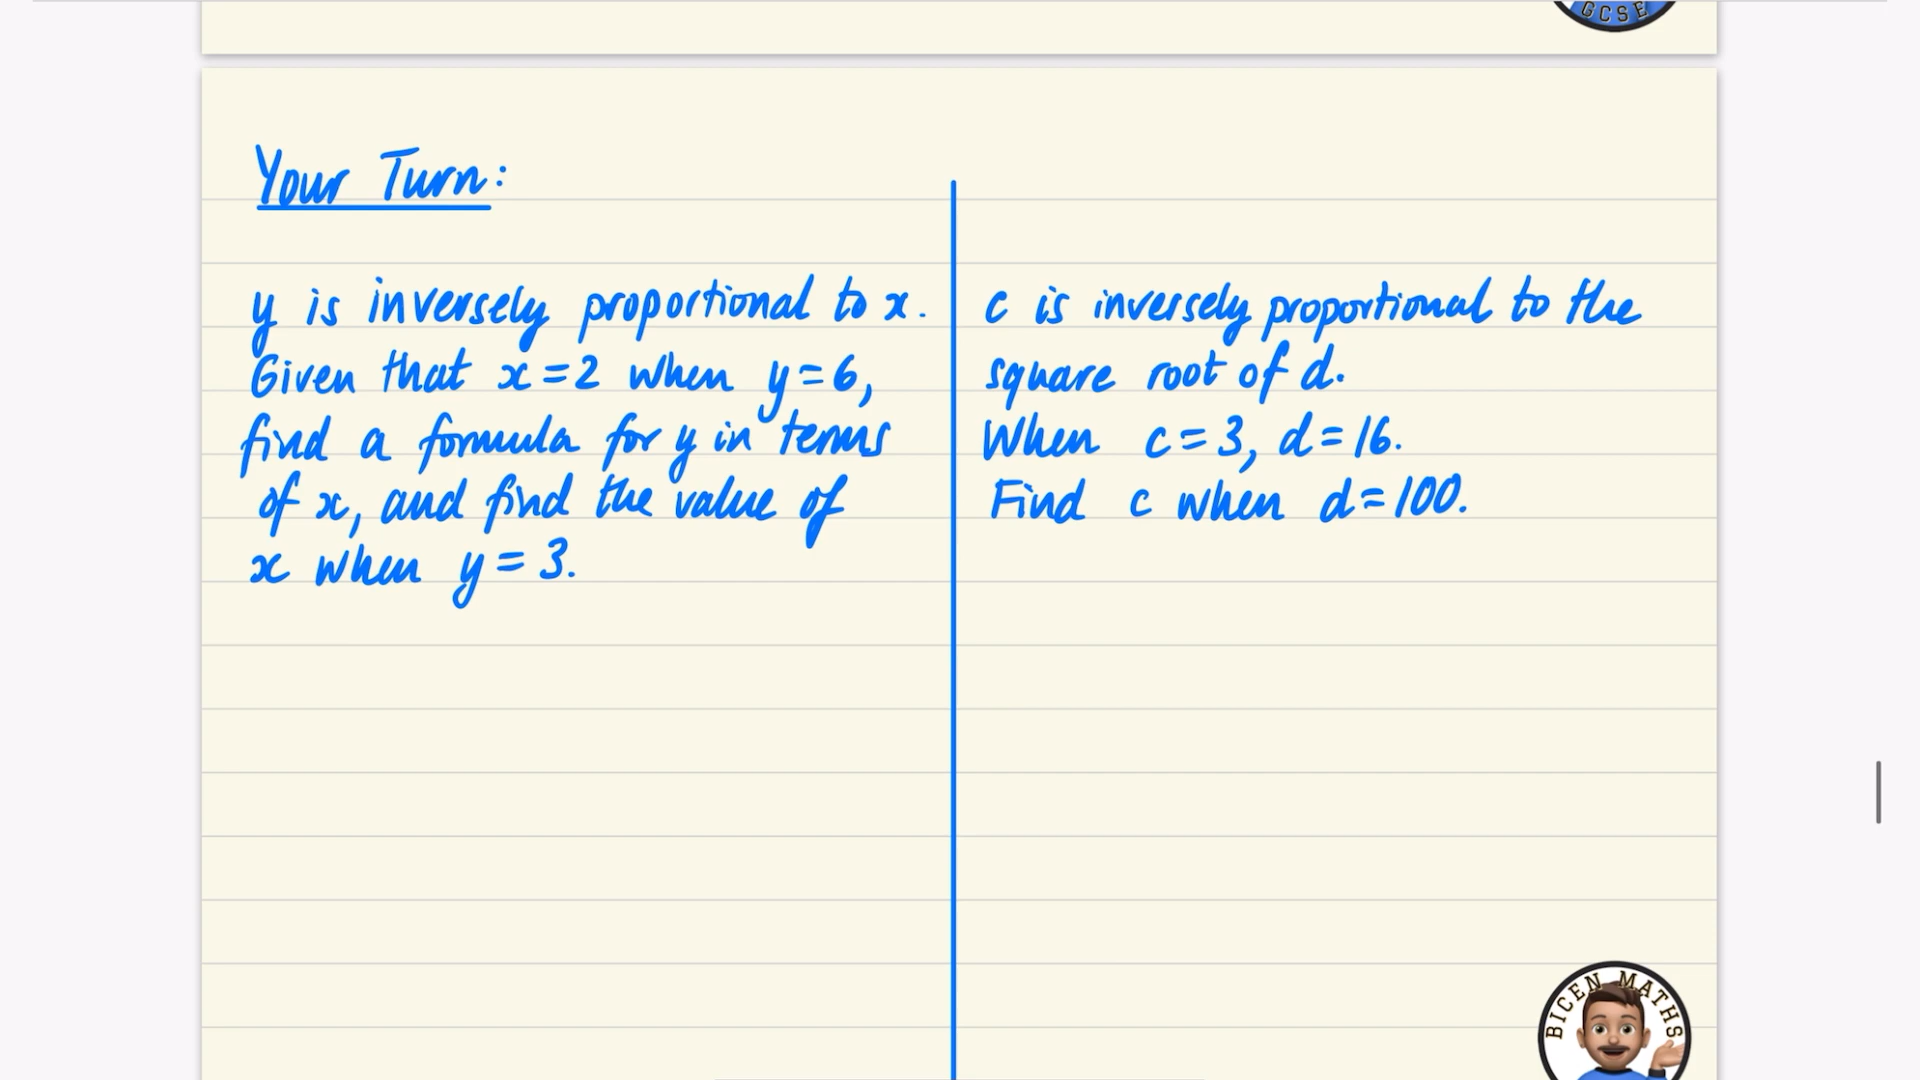 GCSE
Your Turn:
y is inversely proportional to x.
Given that x=2 when y=6,
find a formula for y in terms
of x, and find the value of
x when y=3.
c is inversely proportional to the
square root of d.
When c=3, d=16.
Find c when d=100.
BICEN MATHS